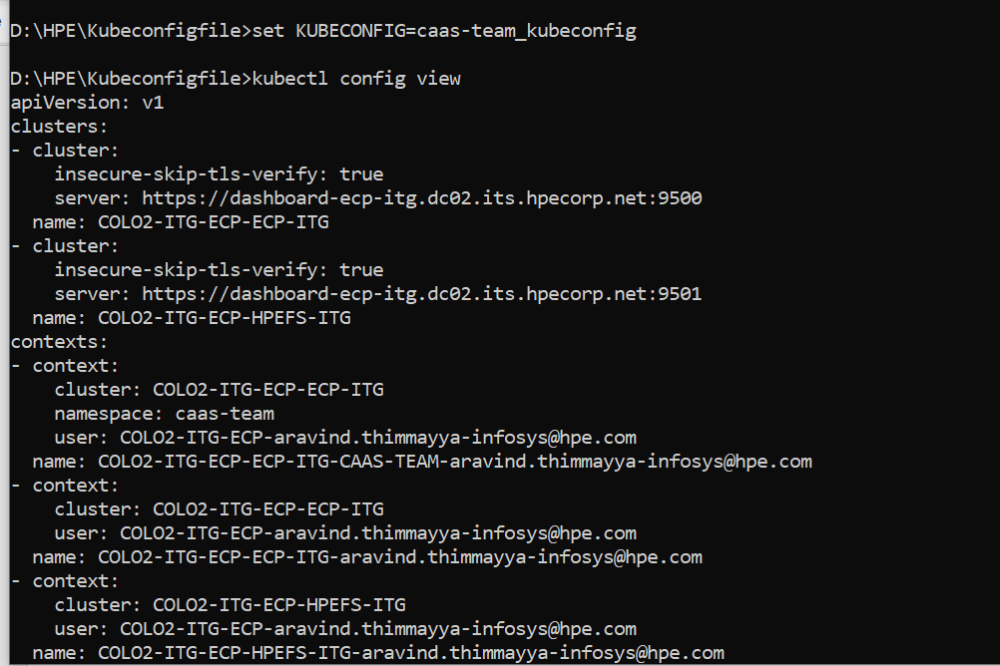 D:\HPE\Kubeconfigfile>set KUBECONFIG=caas-team_kubeconfig
D:\HPE\Kubeconfigfile>kubectl config view
apiVersion: v1
clusters:
- cluster:
    insecure-skip-tls-verify: true
    server: https://dashboard-ecp-itg.dc02.its.hpecorp.net:9500
  name: COLO2-ITG-ECP-ECP-ITG
- cluster:
    insecure-skip-tls-verify: true
    server: https://dashboard-ecp-itg.dc02.its.hpecorp.net:9501
  name: COLO2-ITG-ECP-HPEFS-ITG
contexts:
- context:
    cluster: COLO2-ITG-ECP-ECP-ITG
    namespace: caas-team
    user: COLO2-ITG-ECP-aravind.thimmayya-infosys@hpe.com
  name: COLO2-ITG-ECP-ECP-ITG-CAAS-TEAM-aravind.thimmayya-infosys@hpe.com
- context:
    cluster: COLO2-ITG-ECP-ECP-ITG
    user: COLO2-ITG-ECP-aravind.thimmayya-infosys@hpe.com
  name: COLO2-ITG-ECP-ECP-ITG-aravind.thimmayya-infosys@hpe.com
- context:
    cluster: COLO2-ITG-ECP-HPEFS-ITG
    user: COLO2-ITG-ECP-aravind.thimmayya-infosys@hpe.com
  name: COLO2-ITG-ECP-HPEFS-ITG-aravind.thimmayya-infosys@hpe.com